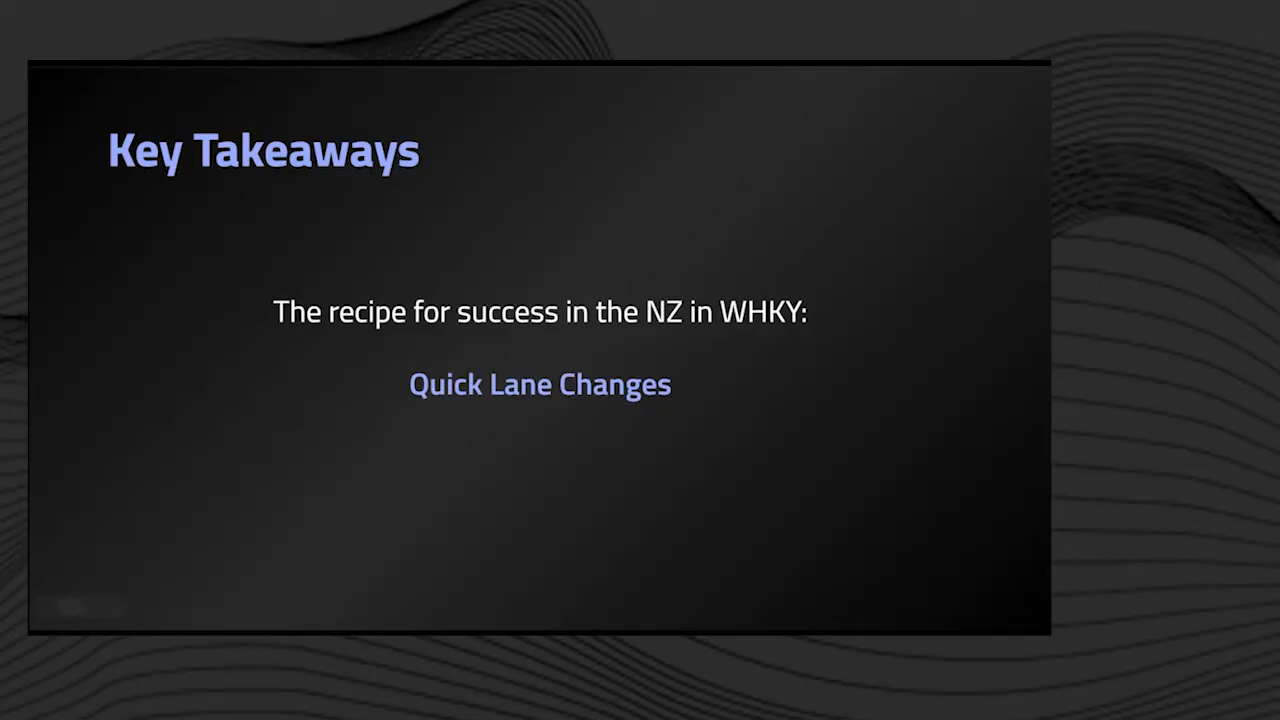 Key Takeaways
The recipe for success in the NZ in WHKY:
Quick Lane Changes